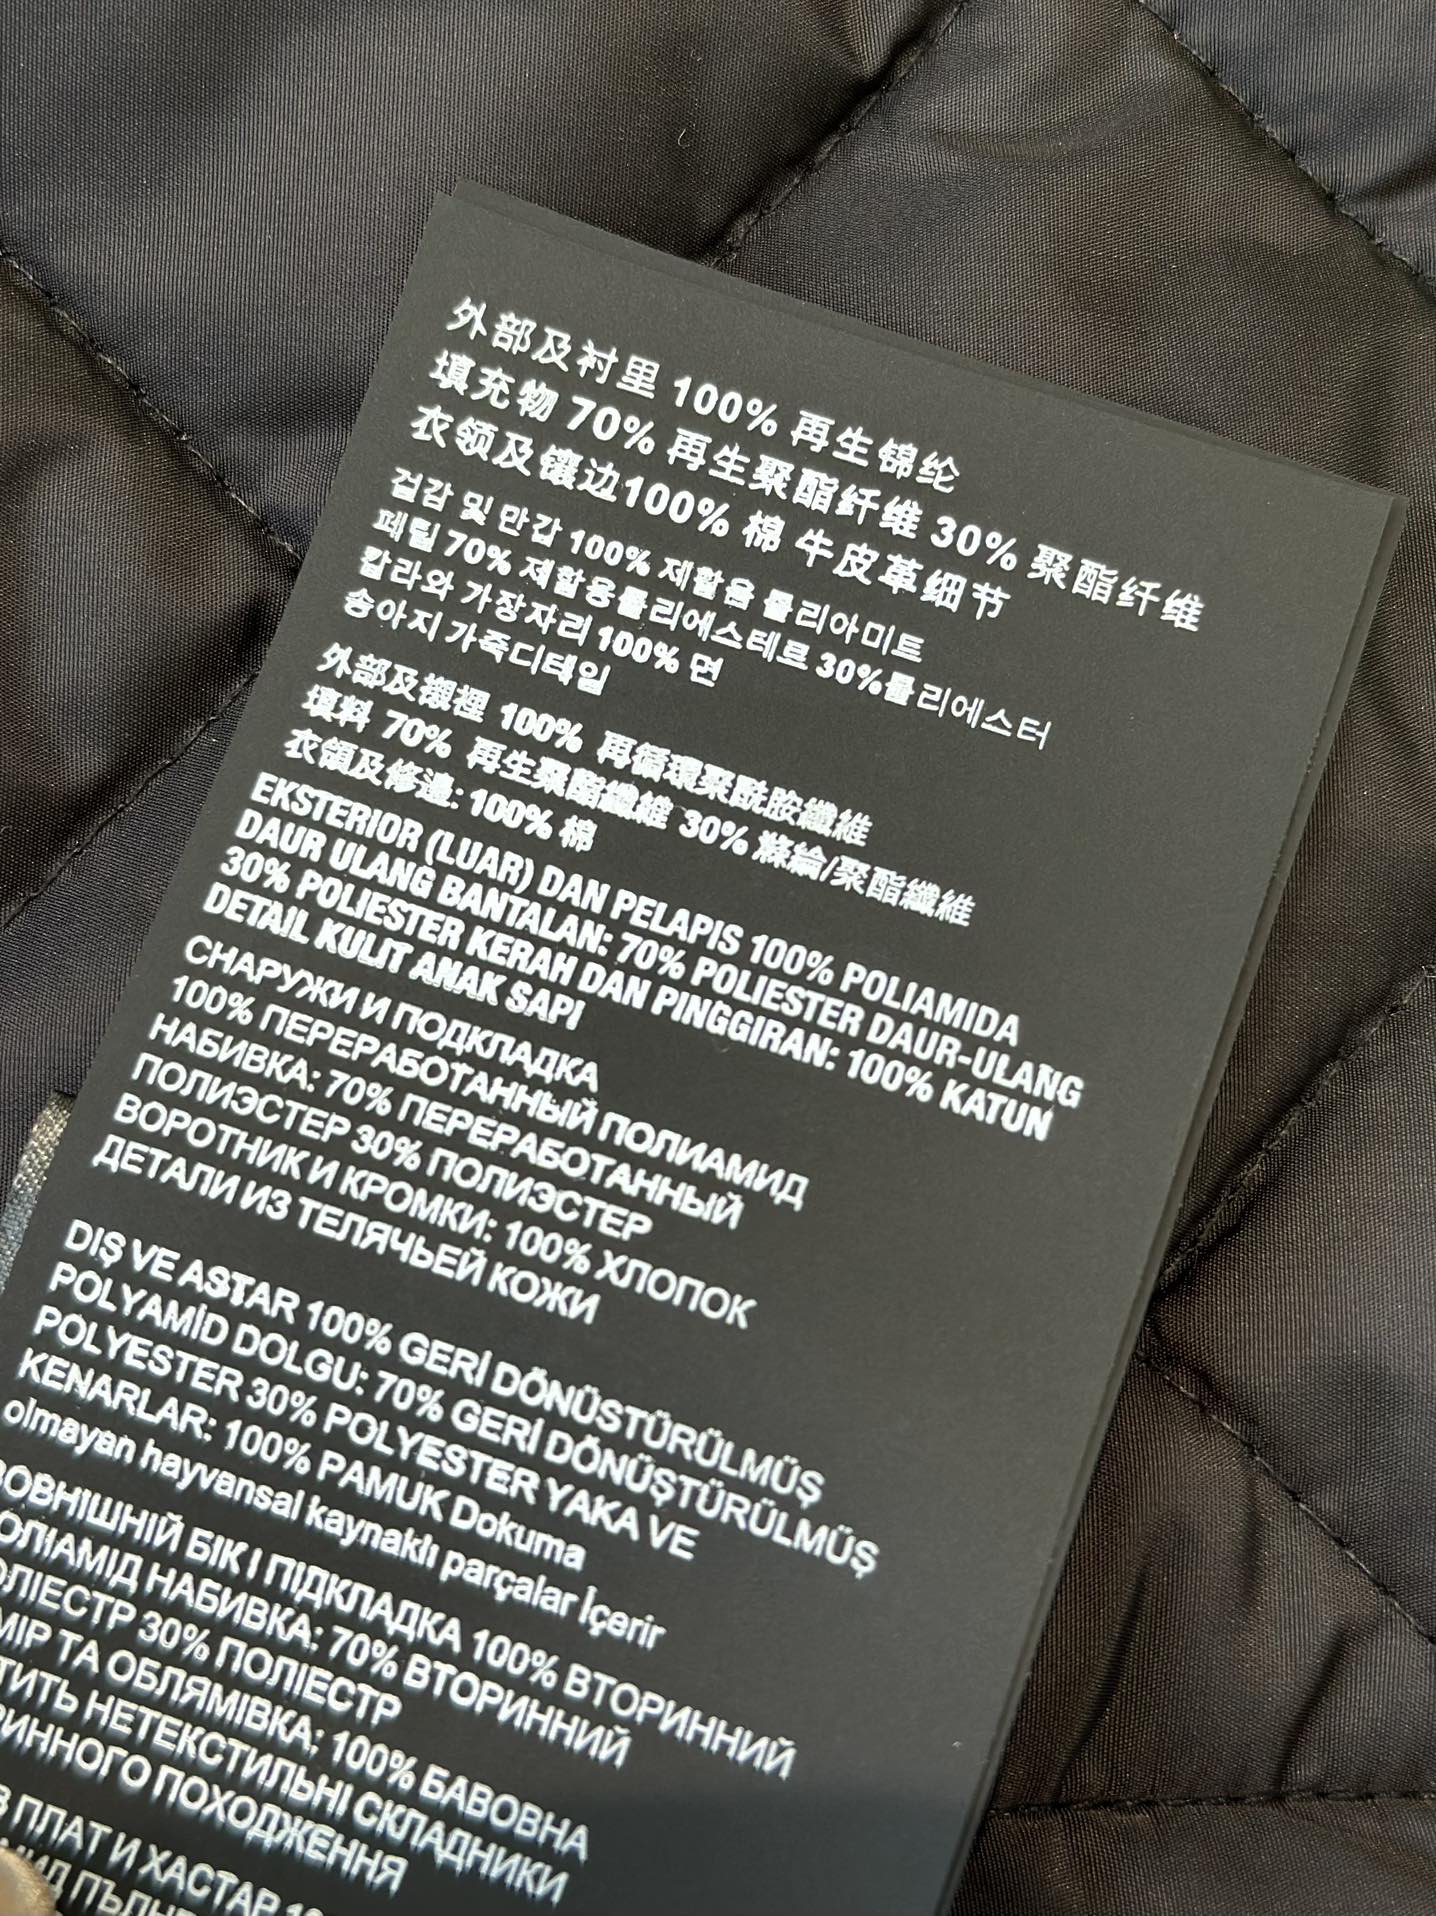 外部及衬里 100% 再生锦纶
填充物 70% 再生聚酯纤维 30% 聚酯纤维
衣领及镶边100% 棉 牛皮革细节
겉감 및 안감 100% 재활용 폴리아미드
패딩 70% 재활용폴리에스테르 30%폴리에스터
칼라와 가장자리 100% 면
송아지 가죽디테일
外部及襯裡 100% 再循環聚酰胺纖維
填料 70% 再生聚酯纖維 30% 滌綸/聚酯纖維
衣領及修邊: 100% 棉
EKSTERIOR (LUAR) DAN PELAPIS 100% POLIAMIDA
DAUR ULANG BANTALAN: 70% POLIESTER DAUR-ULANG
30% POLIESTER KERAH DAN PINGGIRAN: 100% KATUN
DETAIL KULIT ANAK SAPI
СНАРУЖИ И ПОДКЛАДКА
100% ПЕРЕРАБОТАННЫЙ ПОЛИАМИД
НАБИВКА: 70% ПЕРЕРАБОТАННЫЙ
ПОЛИЭСТЕР 30% ПОЛИЭСТЕР
ВОРОТНИК И КРОМКИ: 100% ХЛОПОК
ДЕТАЛИ ИЗ ТЕЛЯЧЬЕЙ КОЖИ
DIŞ VE ASTAR 100% GERİ DÖNÜSTÜRÜLMÜŞ
POLYAMİD DOLGU: 70% GERİ DÖNÜŞTÜRÜLMÜŞ
POLYESTER 30% POLYESTER YAKA VE
KENARLAR: 100% PAMUK Dokuma
olmayan hayvansal kaynaklı parçalar İçerir
ЗОВНІШНІЙ БІК І ПІДКЛАДКА 100% ВТОРИННИЙ
ОЛІАМІД НАБИВКА: 70% ВТОРИННИЙ
ОЛІЕСТР 30% ПОЛІЕСТР
МІР ТА ОБЛЯМІВКА: 100% БАВОВНА
ТИТЬ НЕТЕКСТИЛЬНІ СКЛАДНИКИ
РИННОГО ПОХОДЖЕННЯ
ПЛАТ И ХАСТАР